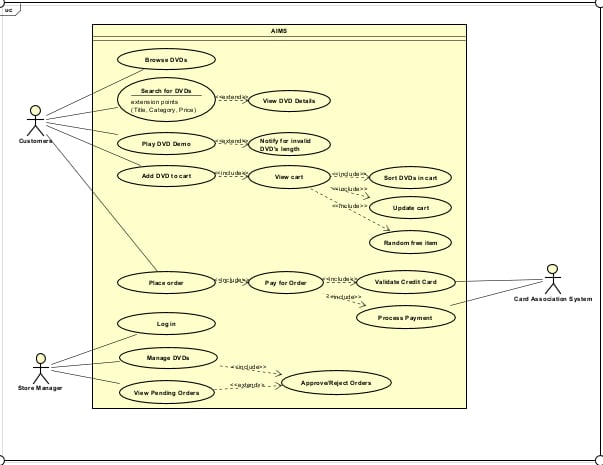 uc
AIMS
Browse DVDs
Search for DVDs
extension points
(Title, Category, Price)
<<extend>>
View DVD Details
Customers
Play DVD Demo
<<extend>>
Notify for invalid
DVD's length
Add DVD to cart
<<include>>
View cart
<<include>>
Sort DVDs in cart
<<include>>
Update cart
<<include>>
Random free item
Place order
<<include>>
Pay for Order
<<include>>
Validate Credit Card
<<include>>
Process Payment
Card Association System
Log in
Manage DVDs
<<include>>
Approve/Reject Orders
Store Manager
View Pending Orders
<<extend>>